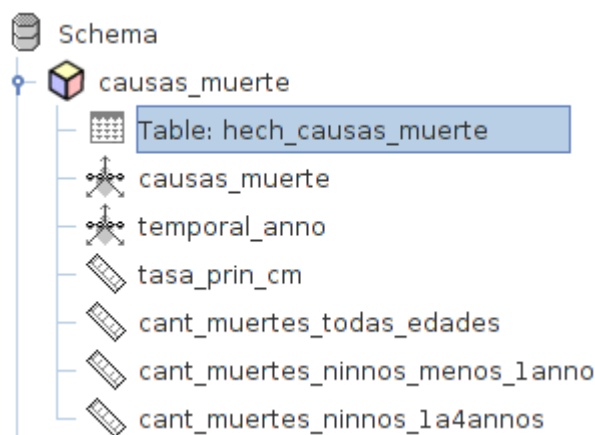 Schema
causas_muerte
Table: hech_causas_muerte
causas_muerte
temporal_anno
tasa_prin_cm
cant_muertes_todas_edades
cant_muertes_ninnos_menos_1anno
cant_muertes_ninnos_1a4annos